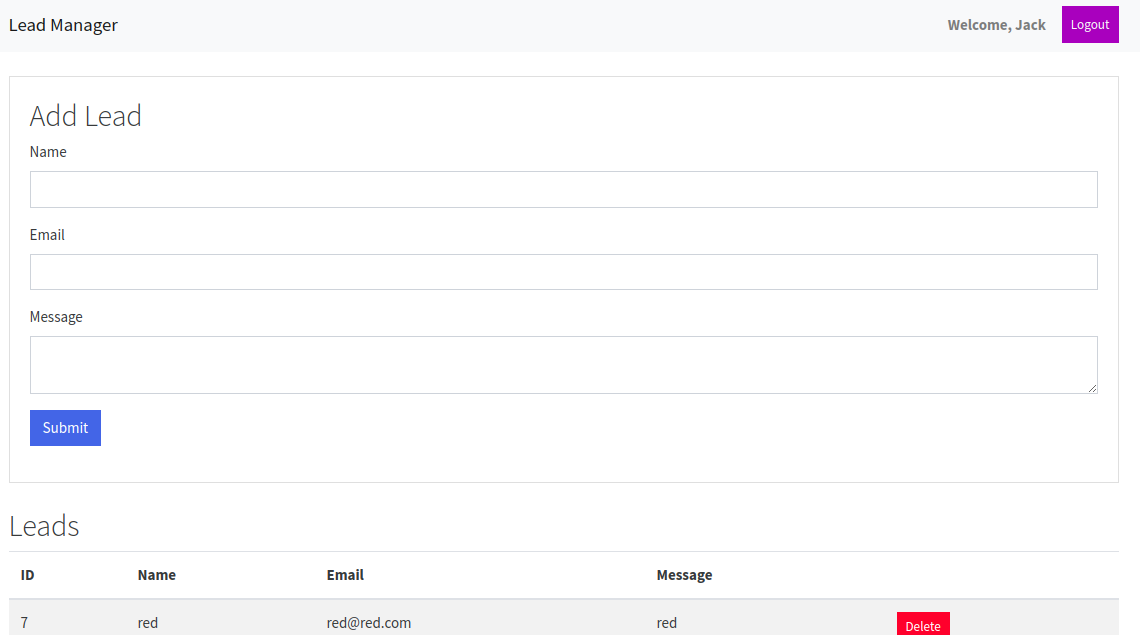 Lead Manager Welcome, Jack Logout
Add Lead
Name
Email
Message
Submit
Leads
ID Name Email Message
7 red red@red.com red Delete